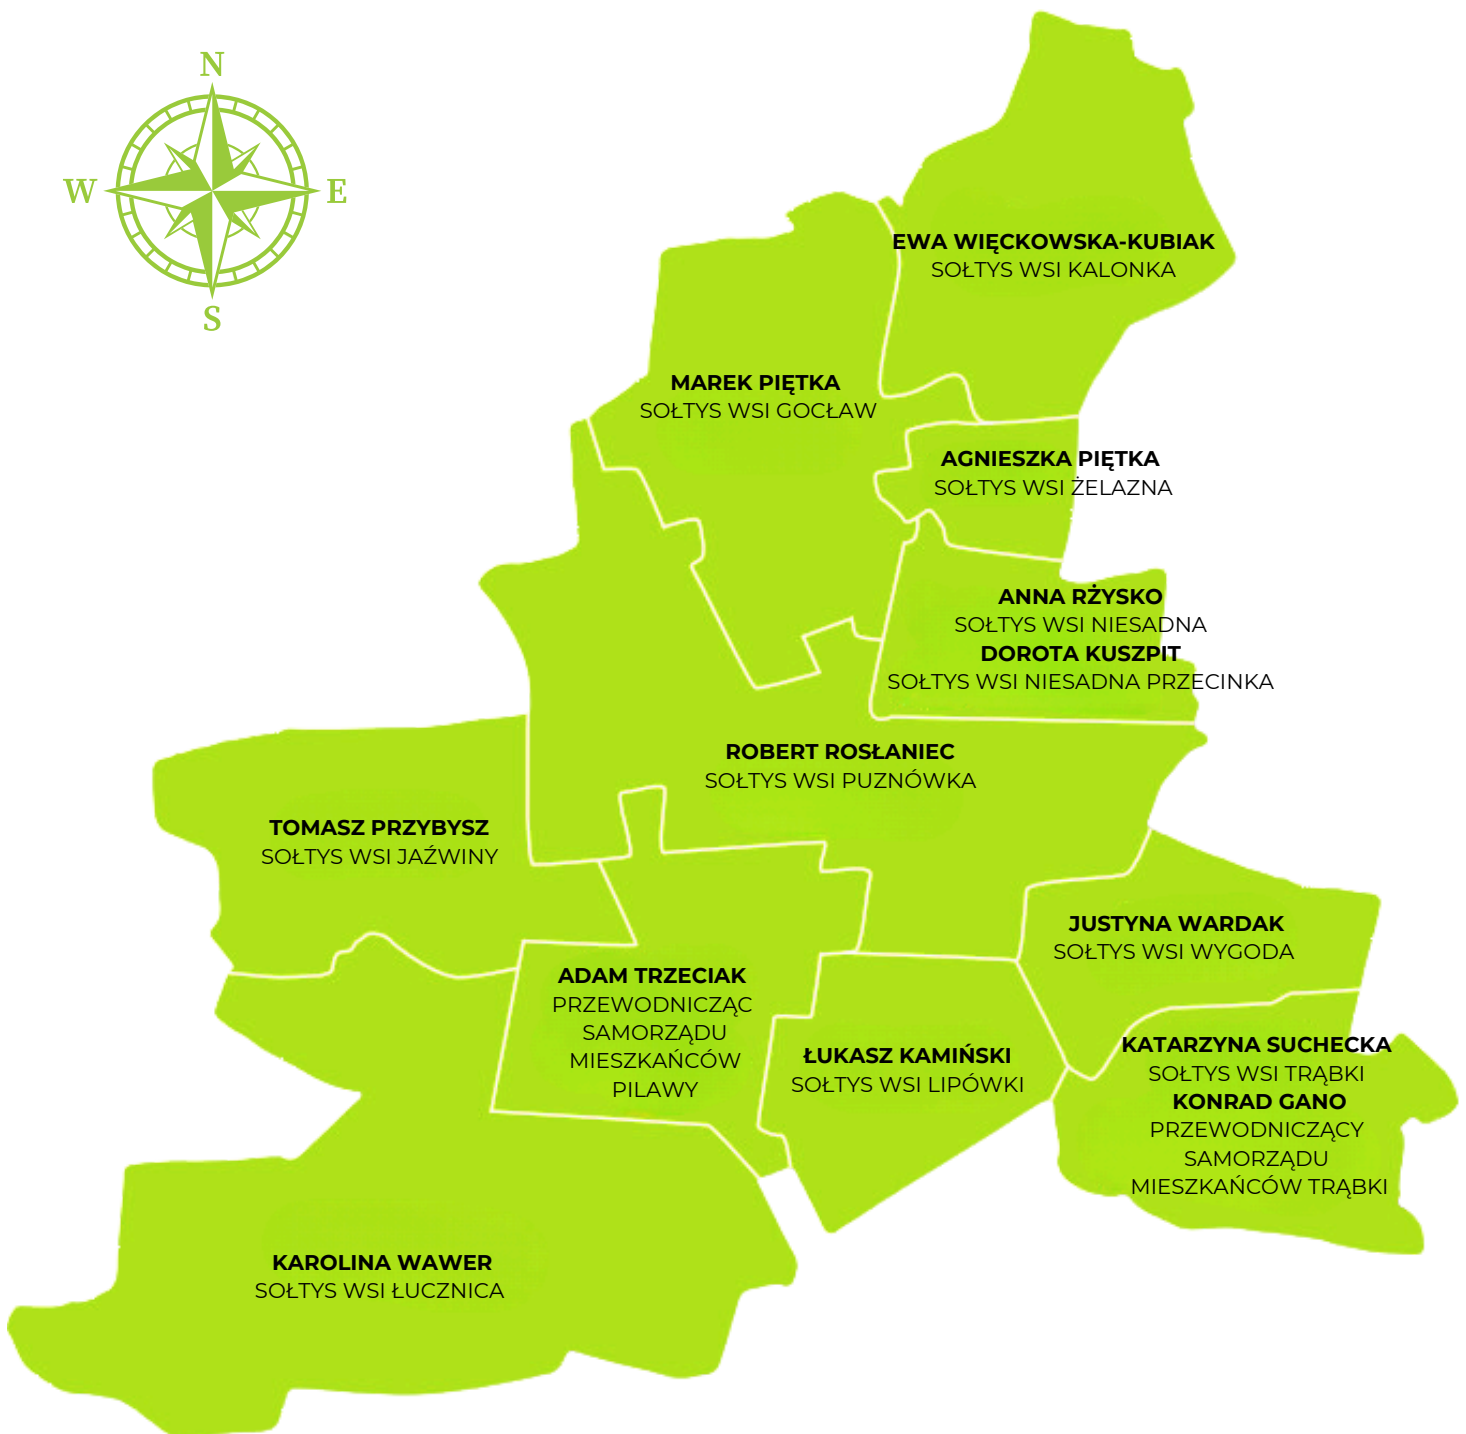 N
W
E
S
EWA WIĘCKOWSKA-KUBIAK
SOŁTYS WSI KALONKA
MAREK PIĘTKA
SOŁTYS WSI GOCŁAW
AGNIESZKA PIĘTKA
SOŁTYS WSI ŻELAZNA
ANNA RŻYSKO
SOŁTYS WSI NIESADNA
DOROTA KUSZPIT
SOŁTYS WSI NIESADNA PRZECINKA
ROBERT ROSŁANIEC
SOŁTYS WSI PUZNÓWKA
TOMASZ PRZYBYSZ
SOŁTYS WSI JAŹWINY
JUSTYNA WARDAK
SOŁTYS WSI WYGODA
ADAM TRZECIAK
PRZEWODNICZĄC
SAMORZĄDU
MIESZKAŃCÓW
PILAWY
ŁUKASZ KAMIŃSKI
SOŁTYS WSI LIPÓWKI
KATARZYNA SUCHECKA
SOŁTYS WSI TRĄBKI
KONRAD GANO
PRZEWODNICZĄCY
SAMORZĄDU
MIESZKAŃCÓW TRĄBKI
KAROLINA WAWER
SOŁTYS WSI ŁUCZNICA